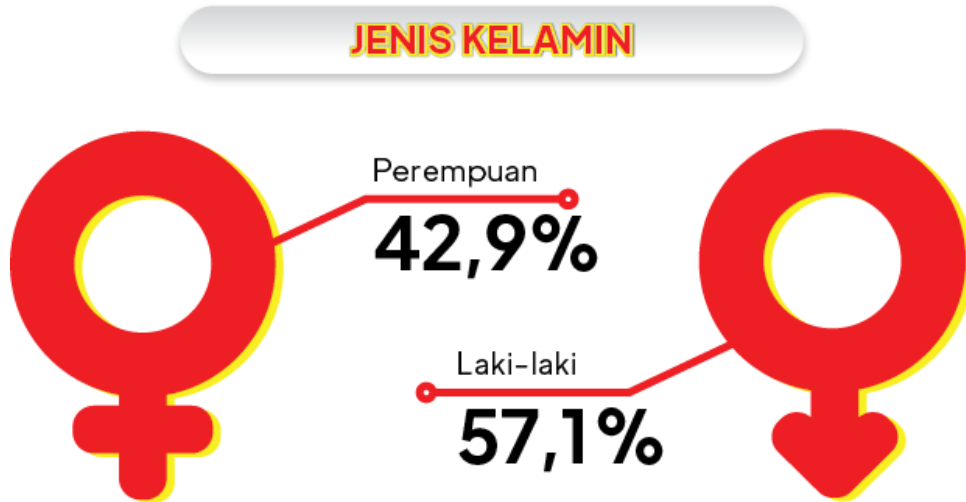 JENIS KELAMIN
Perempuan
42,9%
Laki-laki
57,1%